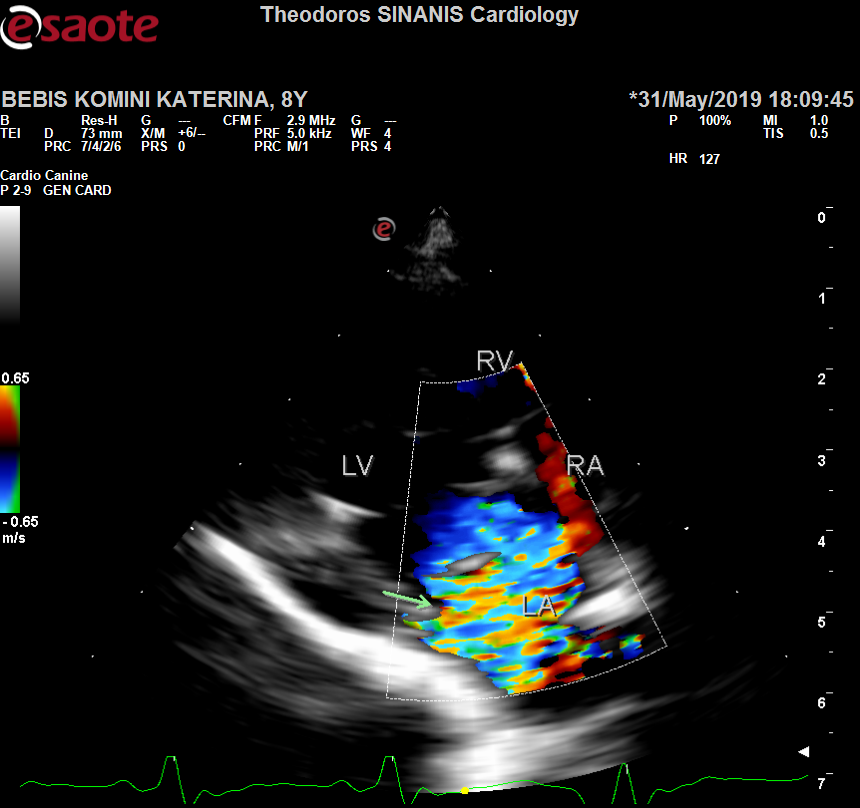 esaote
Theodoros SINANIS Cardiology
BEBIS KOMINI KATERINA, 8Y
*31/May/2019 18:09:45
B Res-H G --- CFM F 2.9 MHz G --- P 100% MI 1.0
TEI D 73 mm X/M +6/-- PRF 5.0 kHz WF 4 TIS 0.5
PRC 7/4/2/6 PRS 0 PRC M/1 PRS 4
HR 127
Cardio Canine
P 2-9 GEN CARD
e
0
1
RV
0.65
2
LV
RA
3
-0.65
m/s
4
LA
5
6
7